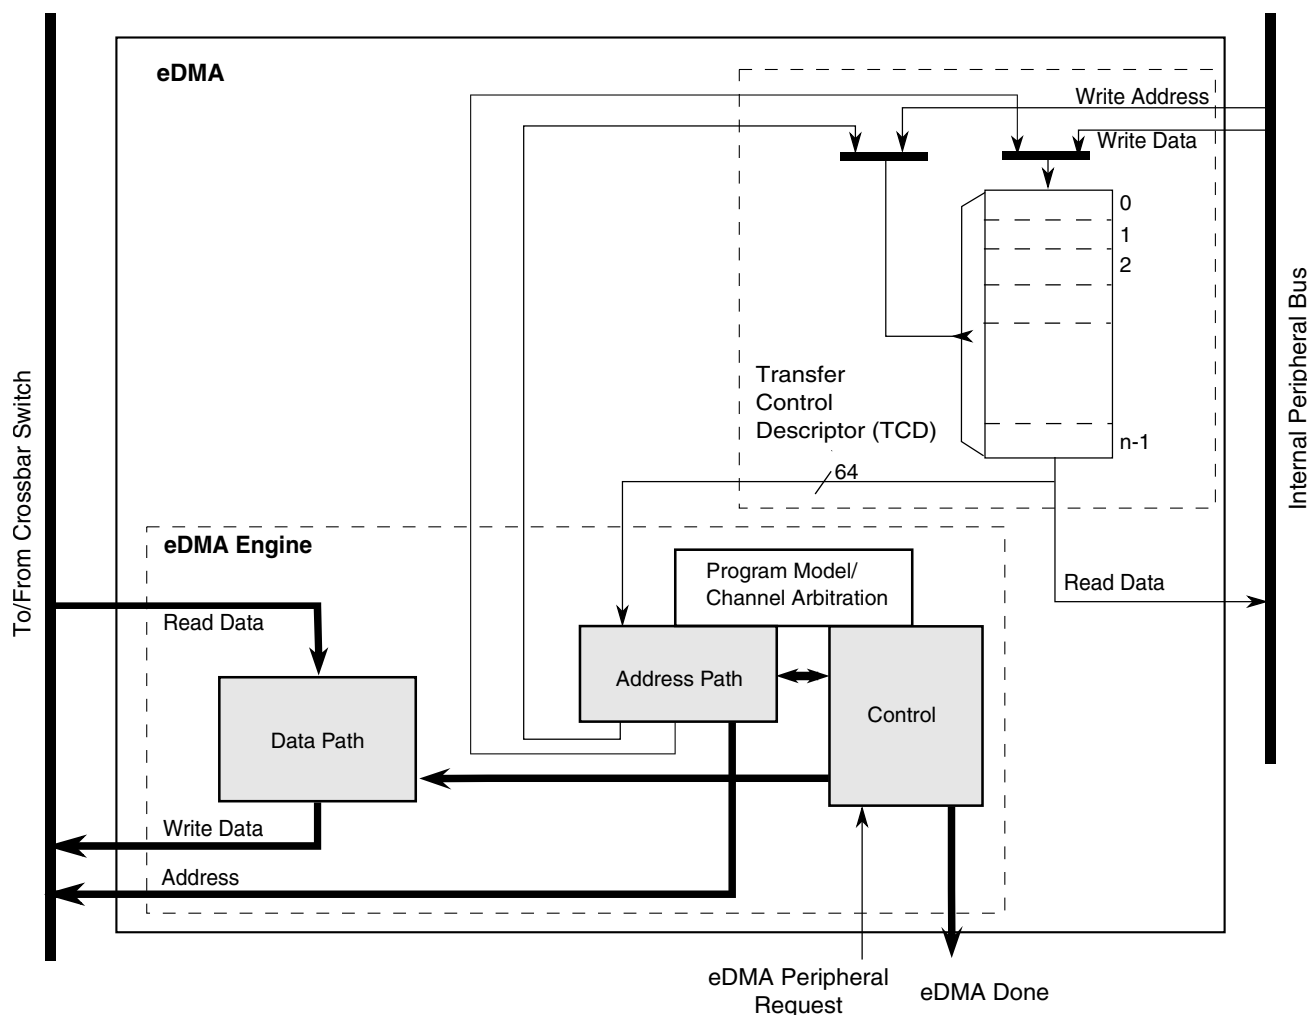 eDMA
Write Address
Write Data
0
1
2
n-1
Transfer
Control
Descriptor (TCD)
64
To/From Crossbar Switch
Internal Peripheral Bus
eDMA Engine
Program Model/
Channel Arbitration
Read Data
Read Data
Address Path
Control
Data Path
Write Data
Address
eDMA Peripheral
Request
eDMA Done